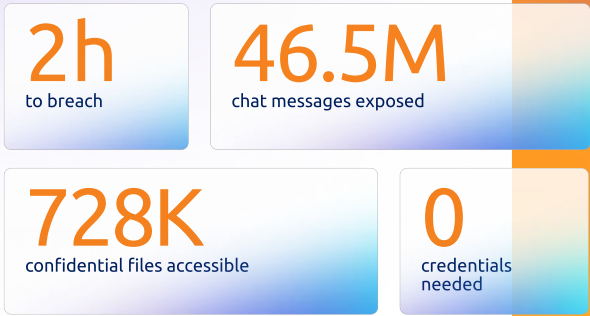 2h
to breach
46.5M
chat messages exposed
728K
confidential files accessible
0
credentials
needed